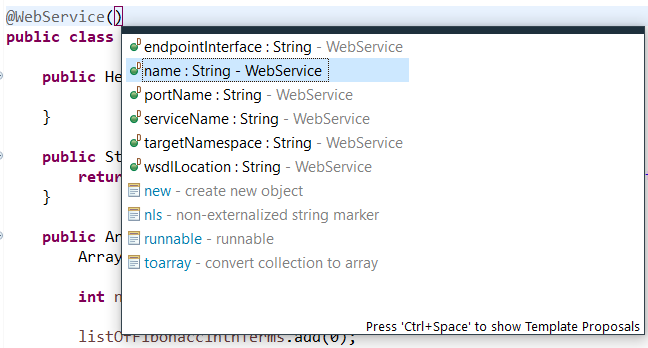 @WebService()
public class
endpointInterface : String - WebService
name : String - WebService
public He
portName : String - WebService
serviceName : String - WebService
}
targetNamespace : String - WebService
public St
wsdlLocation : String - WebService
retur
new - create new object
}
nls - non-externalized string marker
public Ar
runnable - runnable
Array
toarray - convert collection to array
int n
Press 'Ctrl+Space' to show Template Proposals
listOfFibonacciNthTerms.add(0);